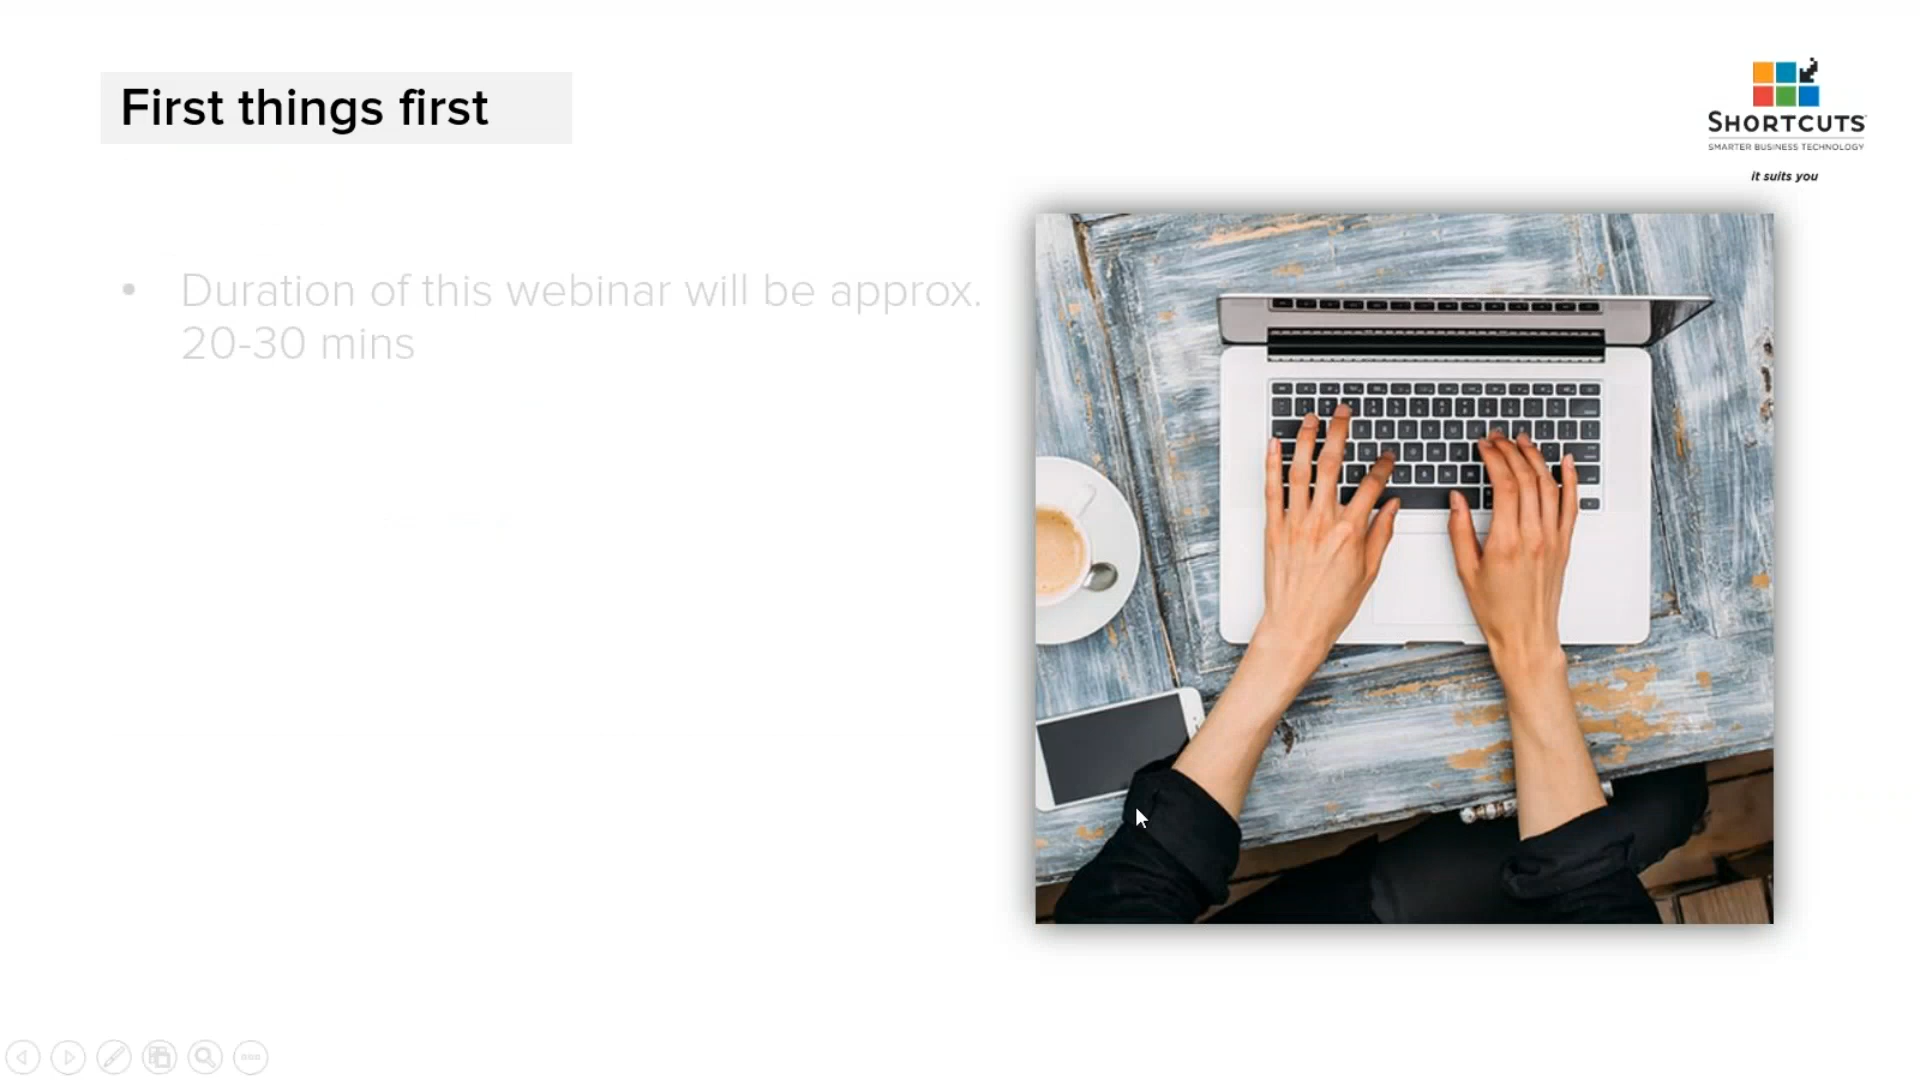 First things first
SHORTCUTS
SMARTER BUSINESS TECHNOLOGY
it suits you
• Duration of this webinar will be approx.
20-30 mins